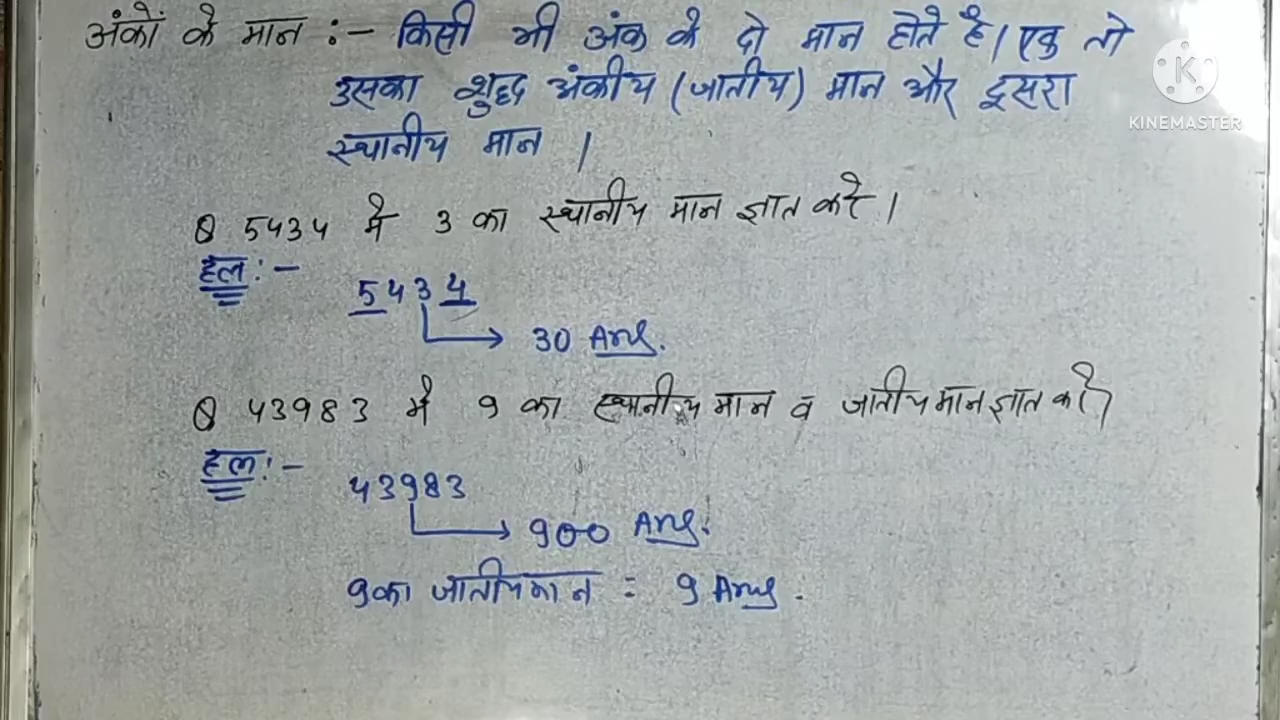 अंकों के मान :- किसी भी अंक के दो मान होते है। एक तो
उसका शुद्ध अंकीय (जातीय) मान और दूसरा
स्थानीय मान ।
KINEMASTER
Q 5434 में 3 का स्थानीय मान ज्ञात करे।
हल :-
5434
30 Ans.
Q 43983 में 9 का स्थानीय मान व जातीय मान ज्ञात करे?
हल :-
43983
900 Ans.
9 का जातीय मान = 9 Ans.